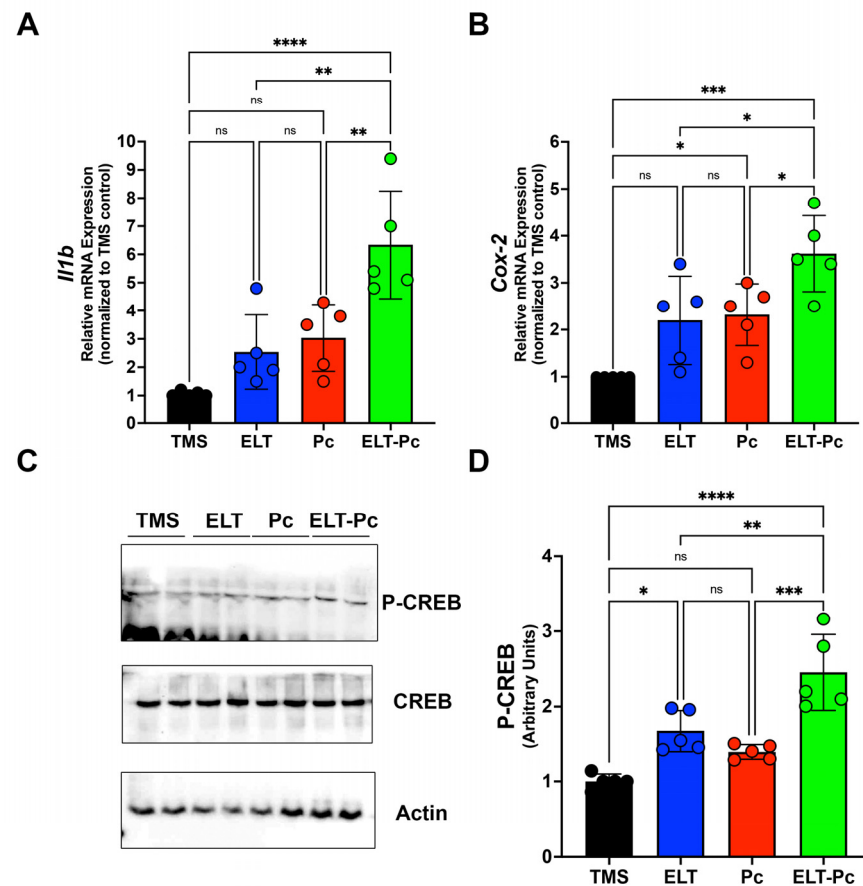 A
****
**
ns
ns
ns
**
Il1b
Relative mRNA Expression
(normalized to TMS control)
10
9
8
7
6
5
4
3
2
1
0
TMS ELT Pc ELT-Pc
B
***
*
*
ns
ns
*
Cox-2
Relative mRNA Expression
(normalized to TMS control)
6
5
4
3
2
1
0
TMS ELT Pc ELT-Pc
C
TMS ELT Pc ELT-Pc
P-CREB
CREB
Actin
D
****
**
ns
*
ns
***
P-CREB
(Arbitrary Units)
4
3
2
1
0
TMS ELT Pc ELT-Pc